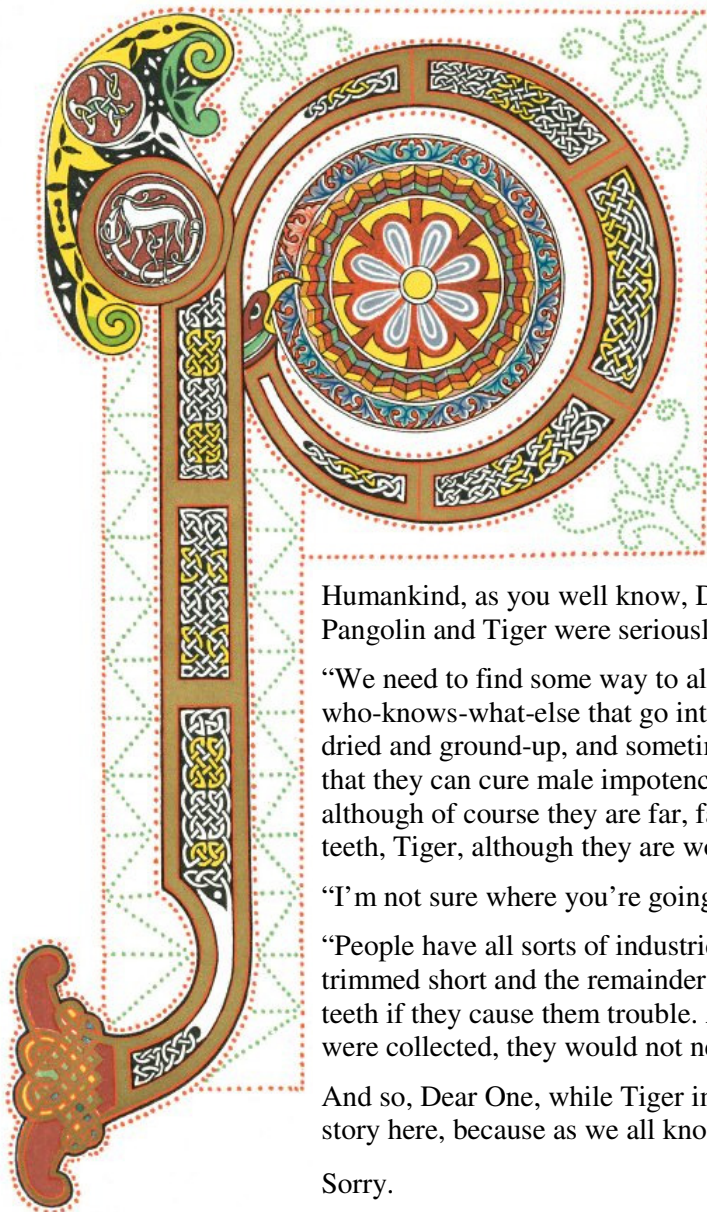 Humankind, as you well know, D
Pangolin and Tiger were seriousl
“We need to find some way to al
who-knows-what-else that go int
dried and ground-up, and sometin
that they can cure male impotenc
although of course they are far, fa
teeth, Tiger, although they are wo
“I’m not sure where you’re going
“People have all sorts of industrie
trimmed short and the remainder
teeth if they cause them trouble. A
were collected, they would not ne
And so, Dear One, while Tiger in
story here, because as we all kno
Sorry.